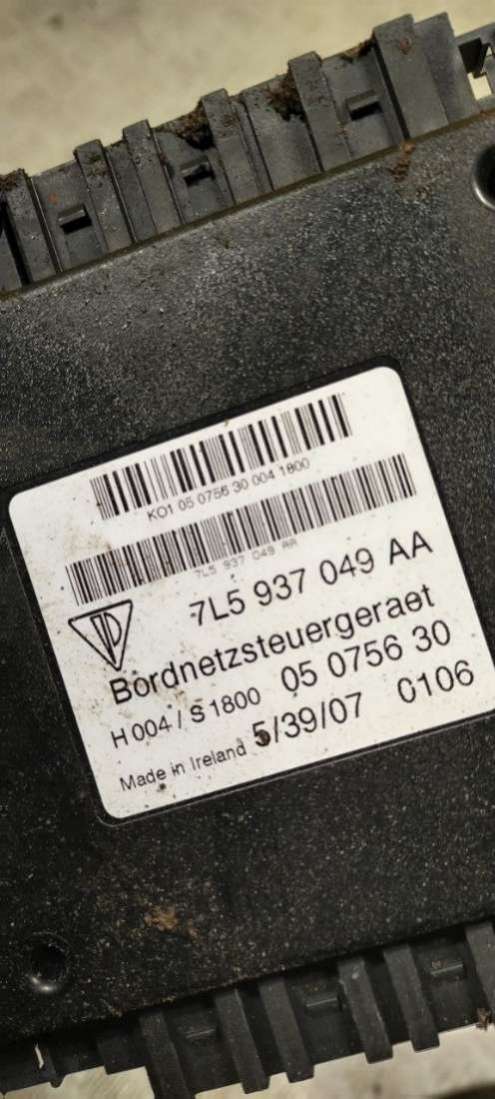 KO1 05 0756 30 004 1800
7L5 937 049 AA
7L5 937 049 AA
Bordnetzsteuergeraet
H 004 / S 1800 05 0756 30
Made in Ireland 5/39/07 0106